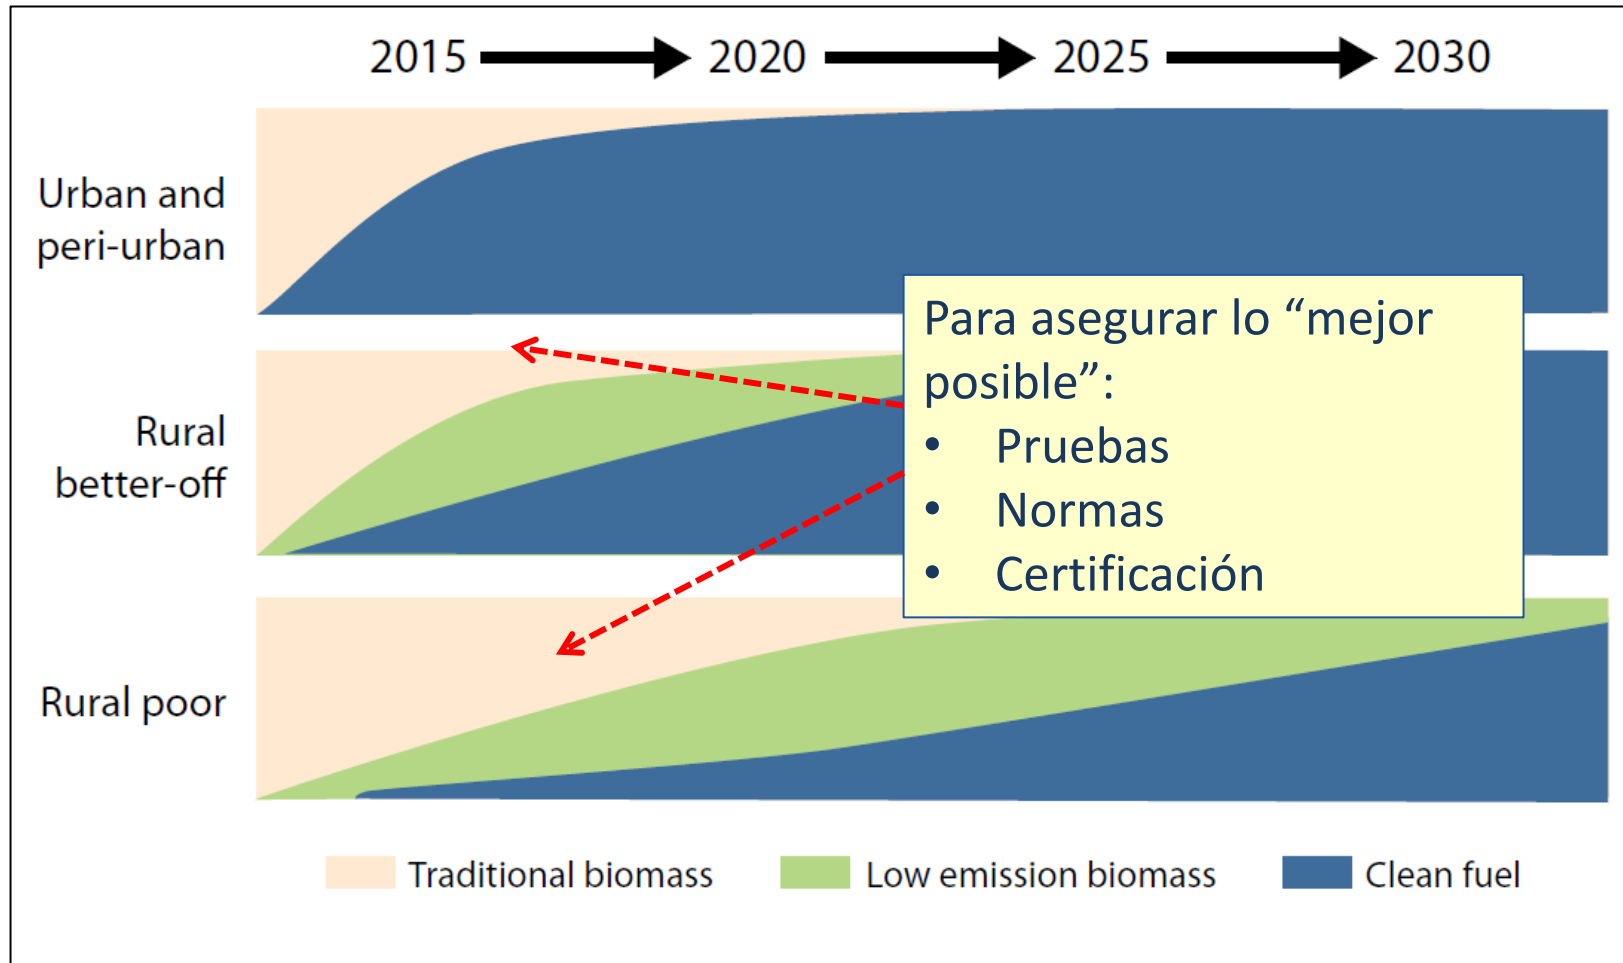 2015 2020 2025 2030
Urban and
peri-urban
Para asegurar lo “mejor
posible”:
• Pruebas
• Normas
• Certificación
Rural
better-off
Rural poor
Traditional biomass Low emission biomass Clean fuel